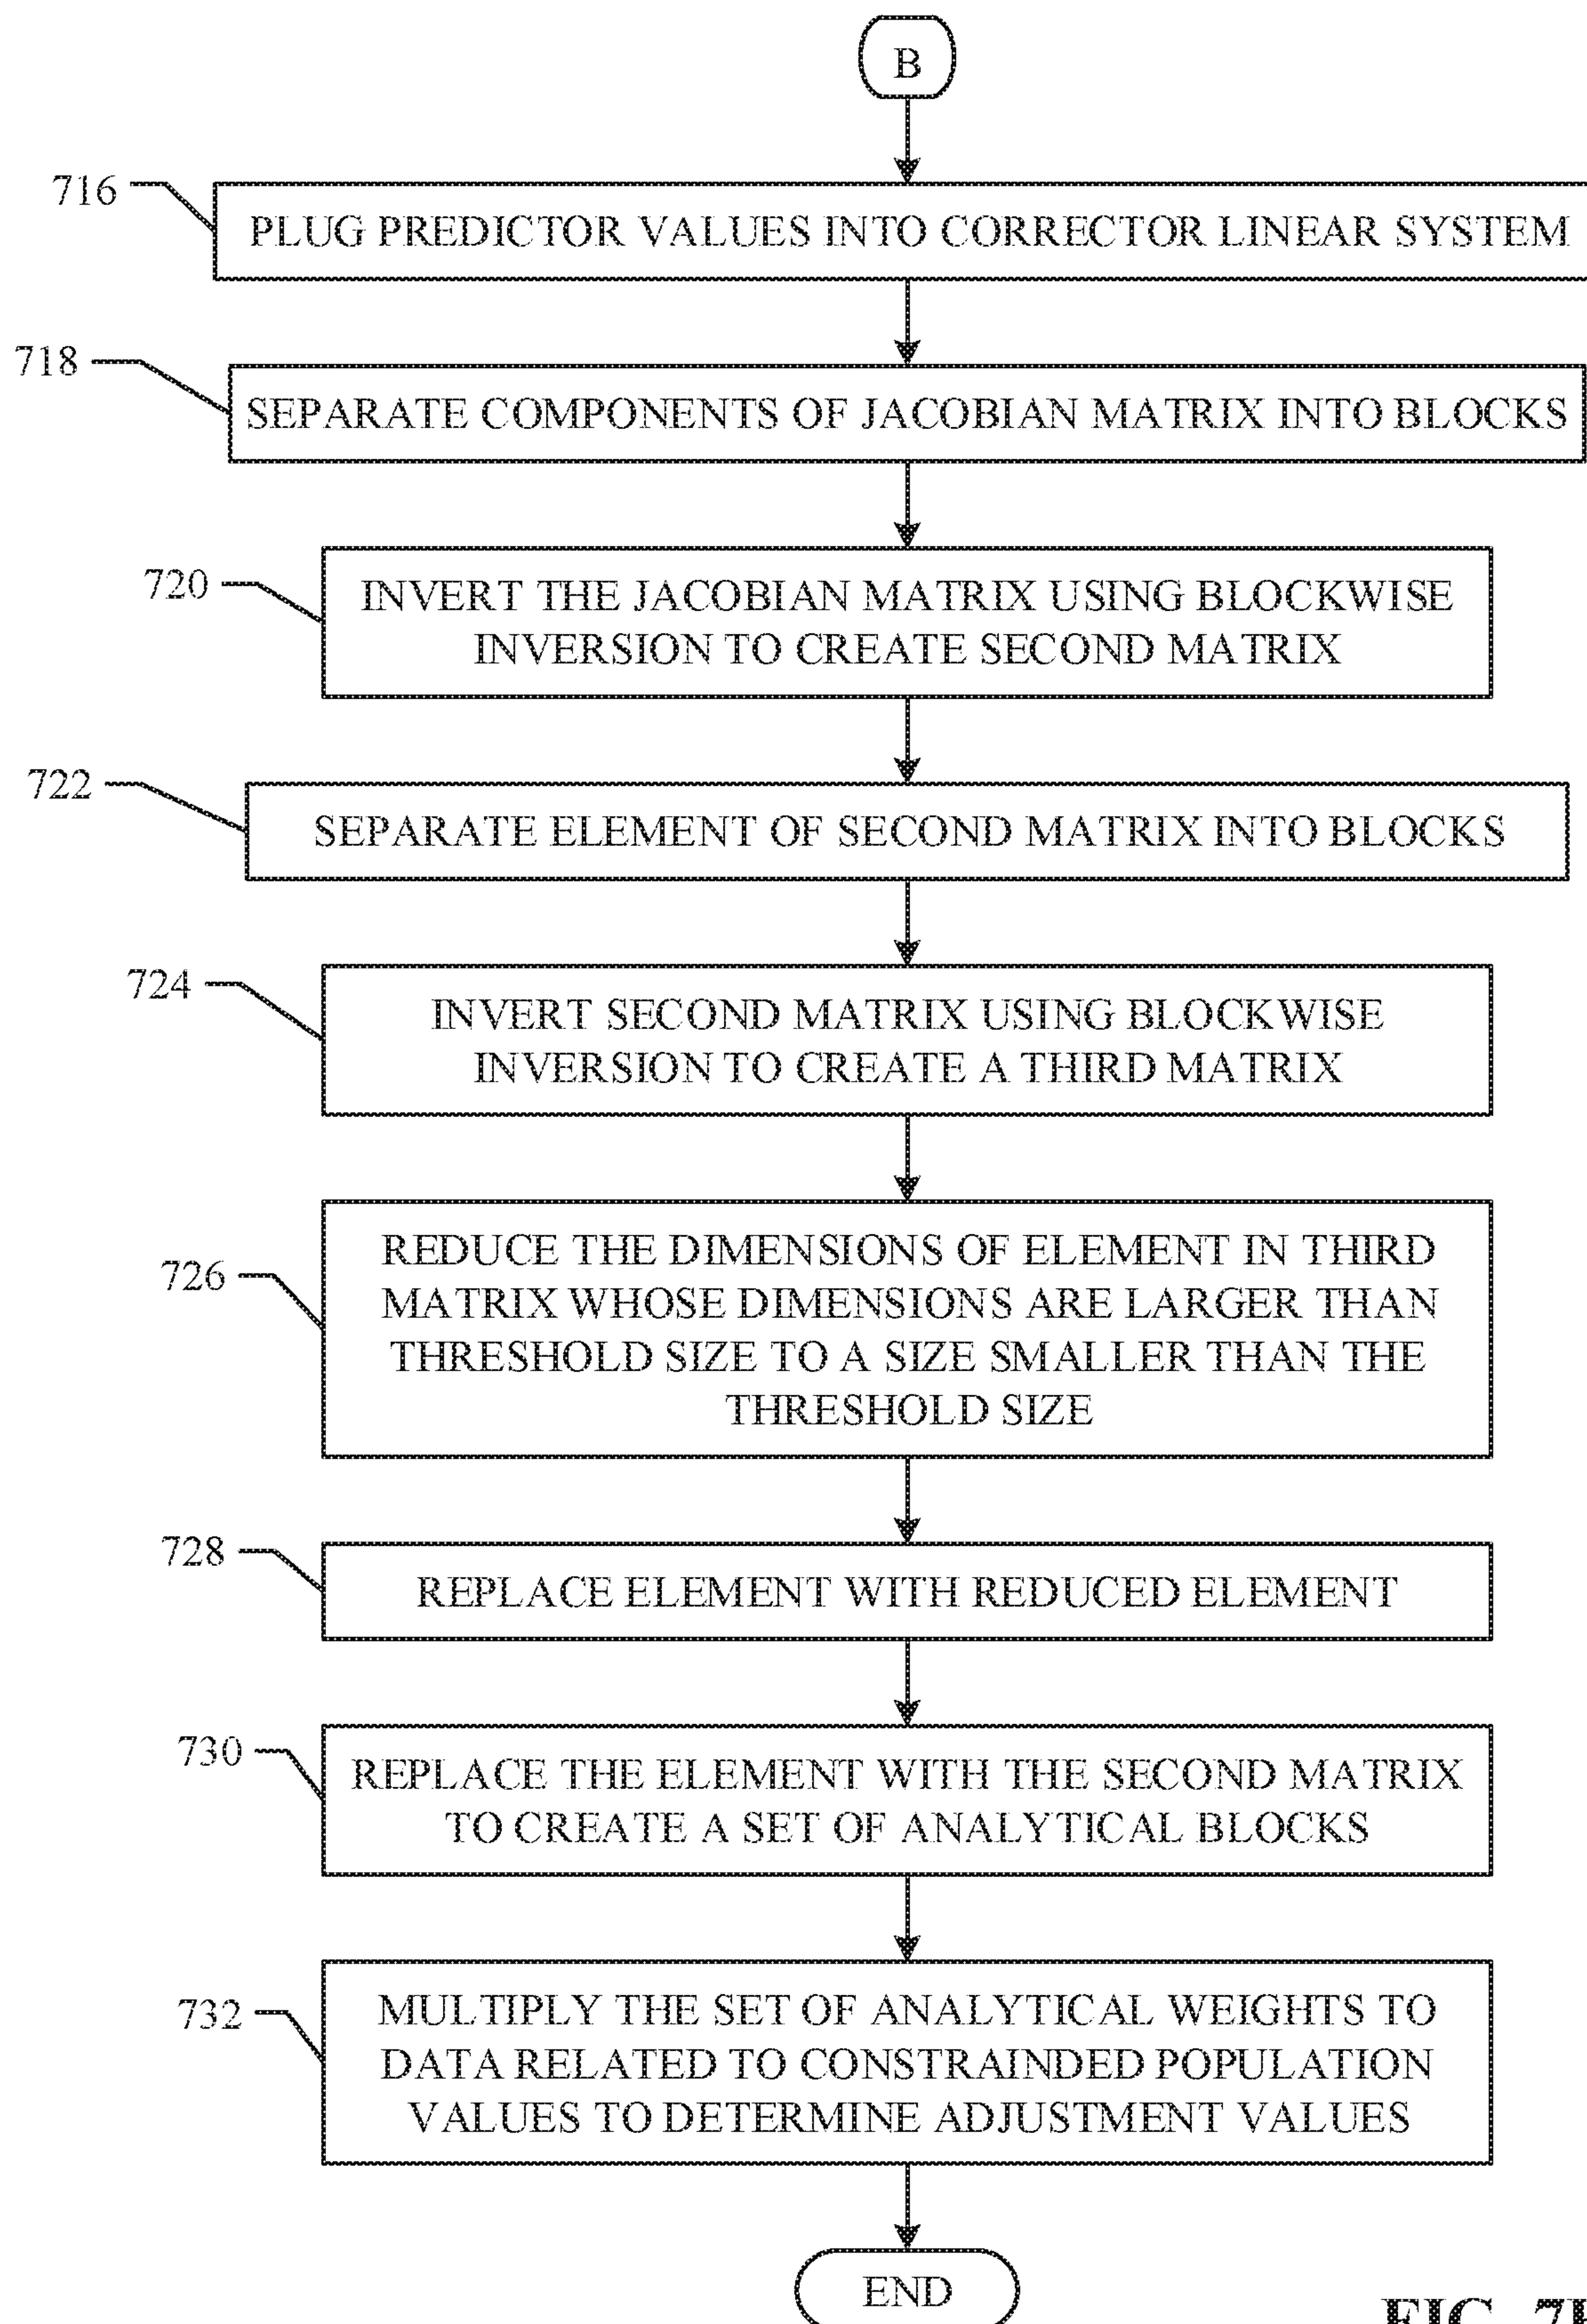 B
716
PLUG PREDICTOR VALUES INTO CORRECTOR LINEAR SYSTEM
718
SEPARATE COMPONENTS OF JACOBIAN MATRIX INTO BLOCKS
720
INVERT THE JACOBIAN MATRIX USING BLOCKWISE
INVERSION TO CREATE SECOND MATRIX
722
SEPARATE ELEMENT OF SECOND MATRIX INTO BLOCKS
724
INVERT SECOND MATRIX USING BLOCKWISE
INVERSION TO CREATE A THIRD MATRIX
726
REDUCE THE DIMENSIONS OF ELEMENT IN THIRD
MATRIX WHOSE DIMENSIONS ARE LARGER THAN
THRESHOLD SIZE TO A SIZE SMALLER THAN THE
THRESHOLD SIZE
728
REPLACE ELEMENT WITH REDUCED ELEMENT
730
REPLACE THE ELEMENT WITH THE SECOND MATRIX
TO CREATE A SET OF ANALYTICAL BLOCKS
732
MULTIPLY THE SET OF ANALYTICAL WEIGHTS TO
DATA RELATED TO CONSTRAINDED POPULATION
VALUES TO DETERMINE ADJUSTMENT VALUES
END
FIG.